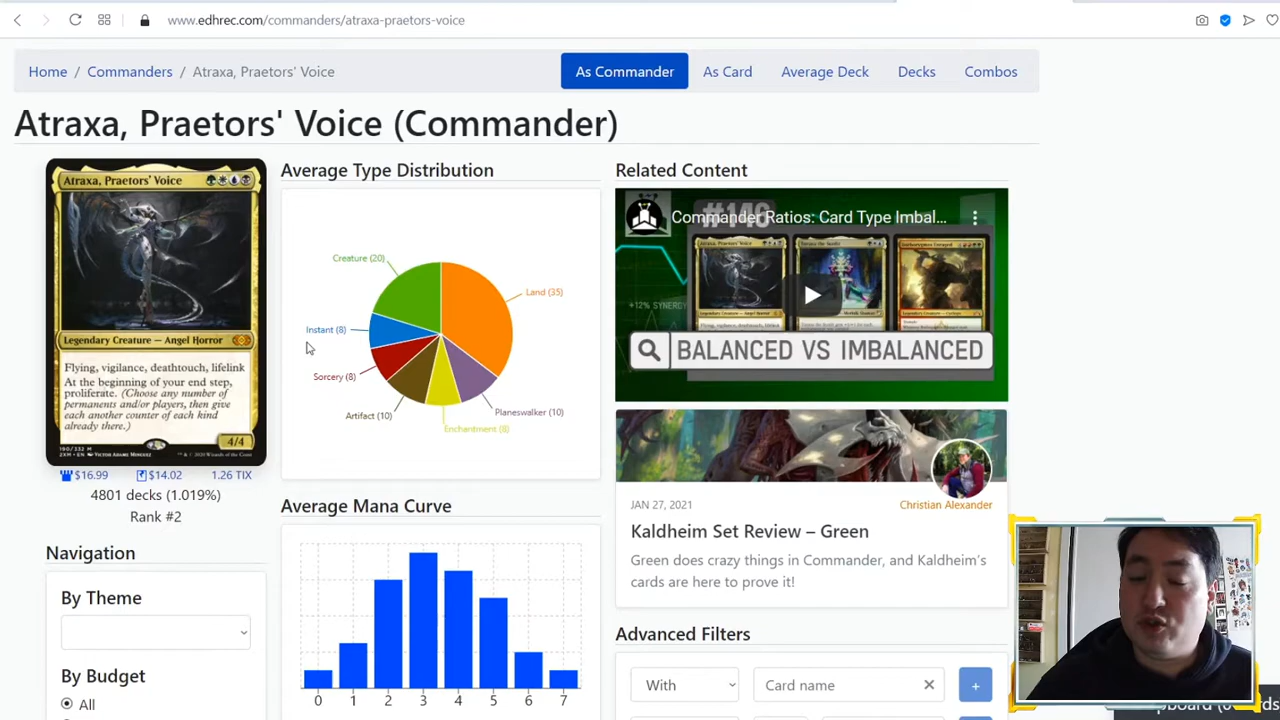 www.edhrec.com/commanders/atraxa-praetors-voice
Home / Commanders / Atraxa, Praetors' Voice
As Commander
As Card
Average Deck
Decks
Combos
Atraxa, Praetors' Voice (Commander)
Atraxa, Praetors' Voice
Legendary Creature — Angel Horror
Flying, vigilance, deathtouch, lifelink
At the beginning of your end step,
proliferate. (Choose any number of
permanents and/or players, then give
each another counter of each kind
already there.)
4/4
$16.99
$14.02
1.26 TIX
4801 decks (1.019%)
Rank #2
Navigation
By Theme
By Budget
All
Average Type Distribution
Creature (20)
Land (35)
Instant (8)
Sorcery (8)
Artifact (10)
Planeswalker (10)
Enchantment (8)
Average Mana Curve
0 1 2 3 4 5 6 7
Related Content
Commander Ratios: Card Type Imbal...
Atraxa, Praetors' Voice
+12% SYNERGY
BALANCED VS IMBALANCED
JAN 27, 2021
Christian Alexander
Kaldheim Set Review – Green
Green does crazy things in Commander, and Kaldheim's
cards are here to prove it!
Advanced Filters
With
Card name
+